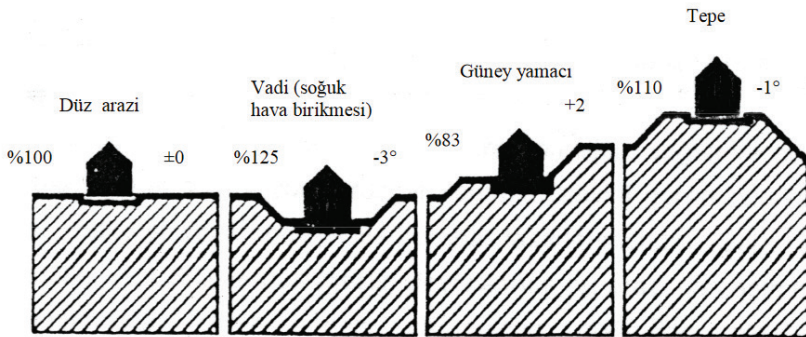 Düz arazi
%100
±0
Vadi (soğuk
hava birikmesi)
%125
-3°
Güney yamacı
%83
+2
Tepe
%110
-1°